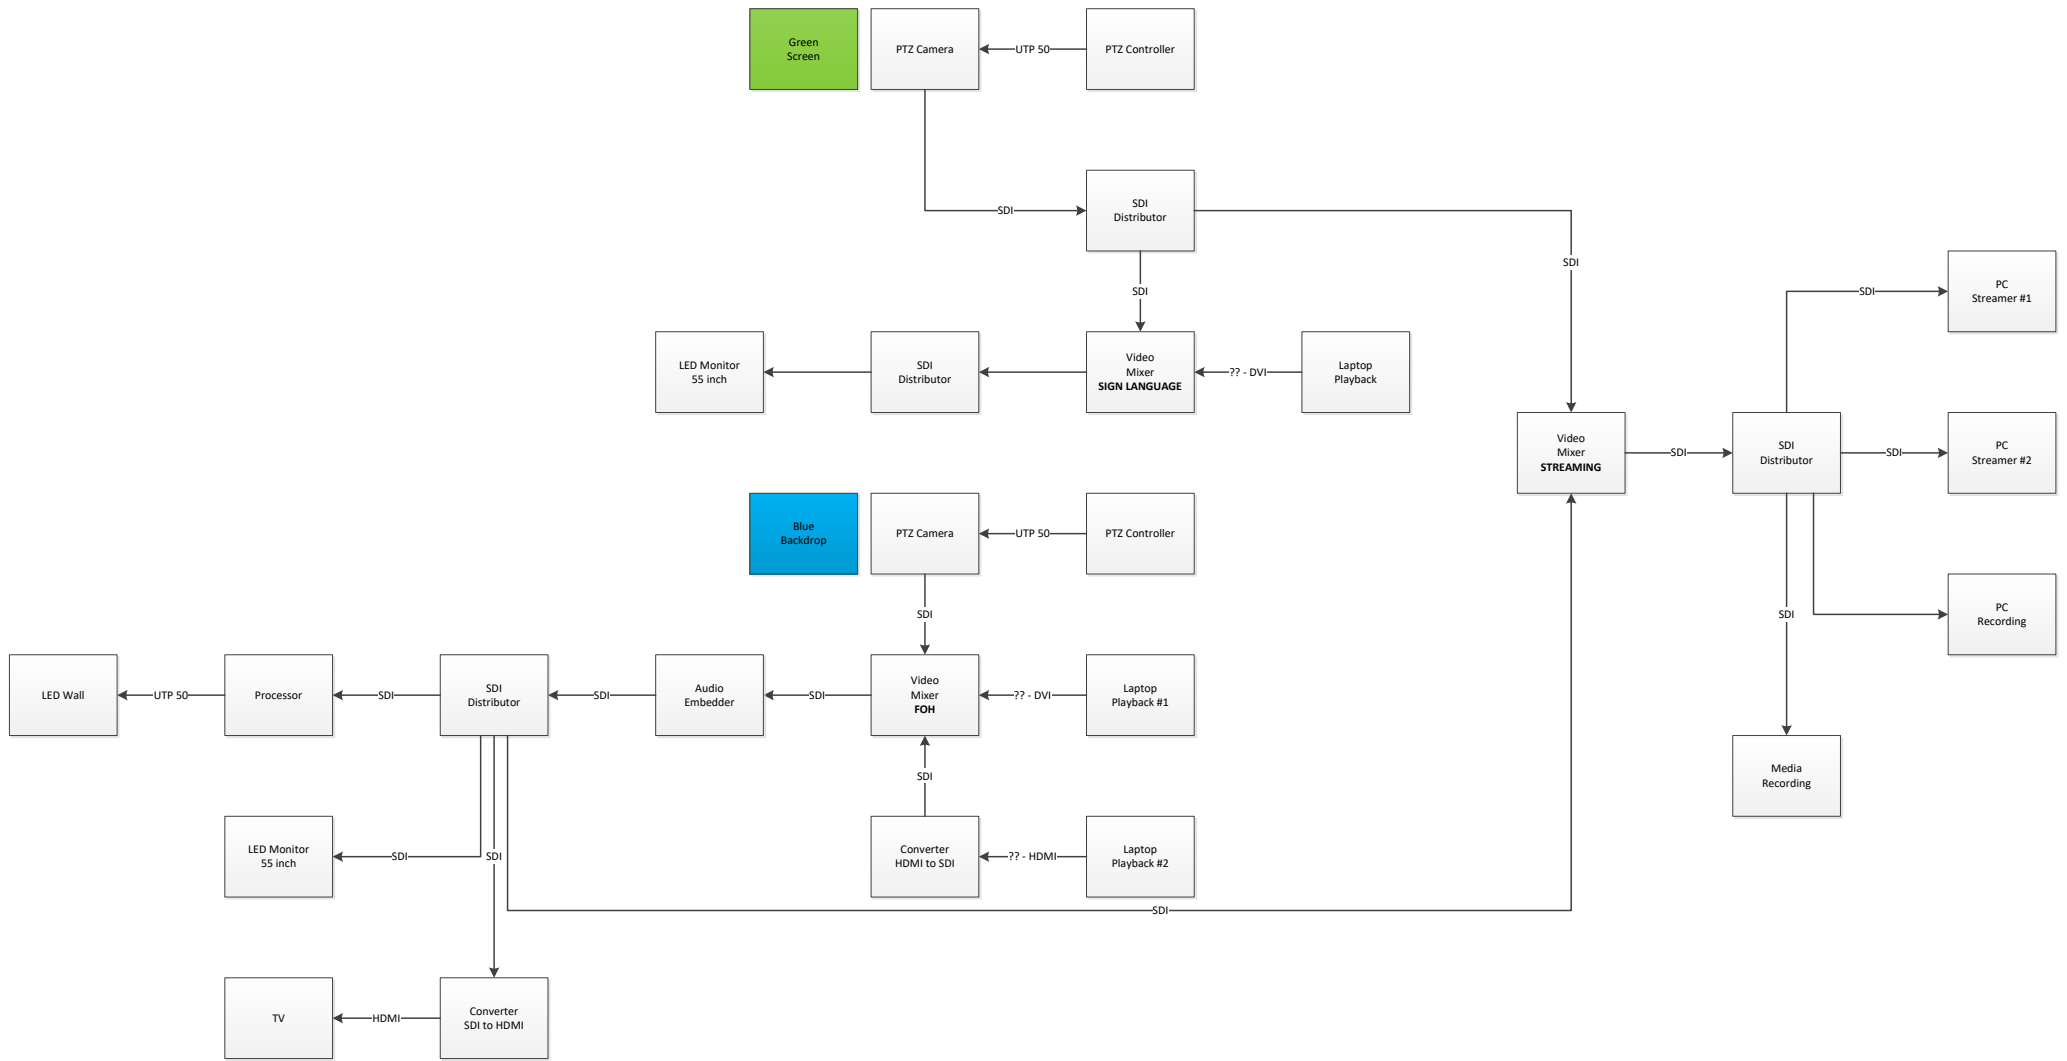 Green
Screen
PTZ Camera
UTP 50
PTZ Controller
SDI
SDI
Distributor
SDI
SDI
PC
Streamer #1
SDI
LED Monitor
55 inch
SDI
Distributor
Video
Mixer
SIGN LANGUAGE
?? - DVI
Laptop
Playback
Video
Mixer
STREAMING
SDI
SDI
Distributor
SDI
PC
Streamer #2
Blue
Backdrop
PTZ Camera
UTP 50
PTZ Controller
SDI
SDI
PC
Recording
LED Wall
UTP 50
Processor
SDI
SDI
Distributor
SDI
Audio
Embedder
SDI
Video
Mixer
FOH
?? - DVI
Laptop
Playback #1
SDI
Media
Recording
LED Monitor
55 inch
SDI
SDI
Converter
HDMI to SDI
?? - HDMI
Laptop
Playback #2
SDI
TV
HDMI
Converter
SDI to HDMI